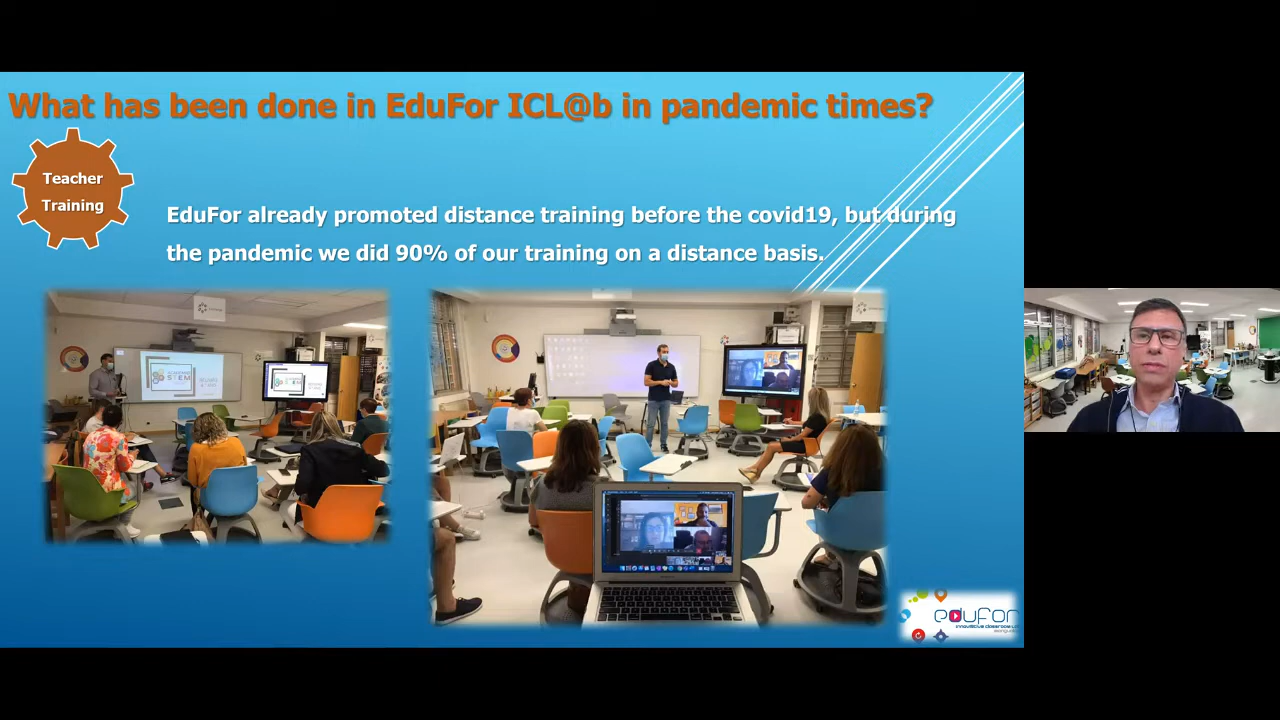 What has been done in EduFor ICL@b in pandemic times?
Teacher
Training
EduFor already promoted distance training before the covid19, but during
the pandemic we did 90% of our training on a distance basis.
STEM
edufor